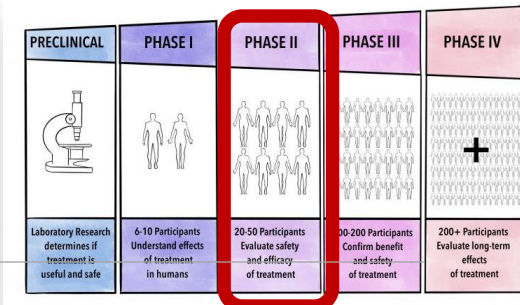 PRECLINICAL
Laboratory Research
determines if
treatment is
useful and safe
PHASE I
6-10 Participants
Understand effects
of treatment
in humans
PHASE II
20-50 Participants
Evaluate safety
and efficacy
of treatment
PHASE III
00-200 Participants
Confirm benefit
and safety
of treatment
PHASE IV
+
200+ Participants
Evaluate long-term
effects
of treatment